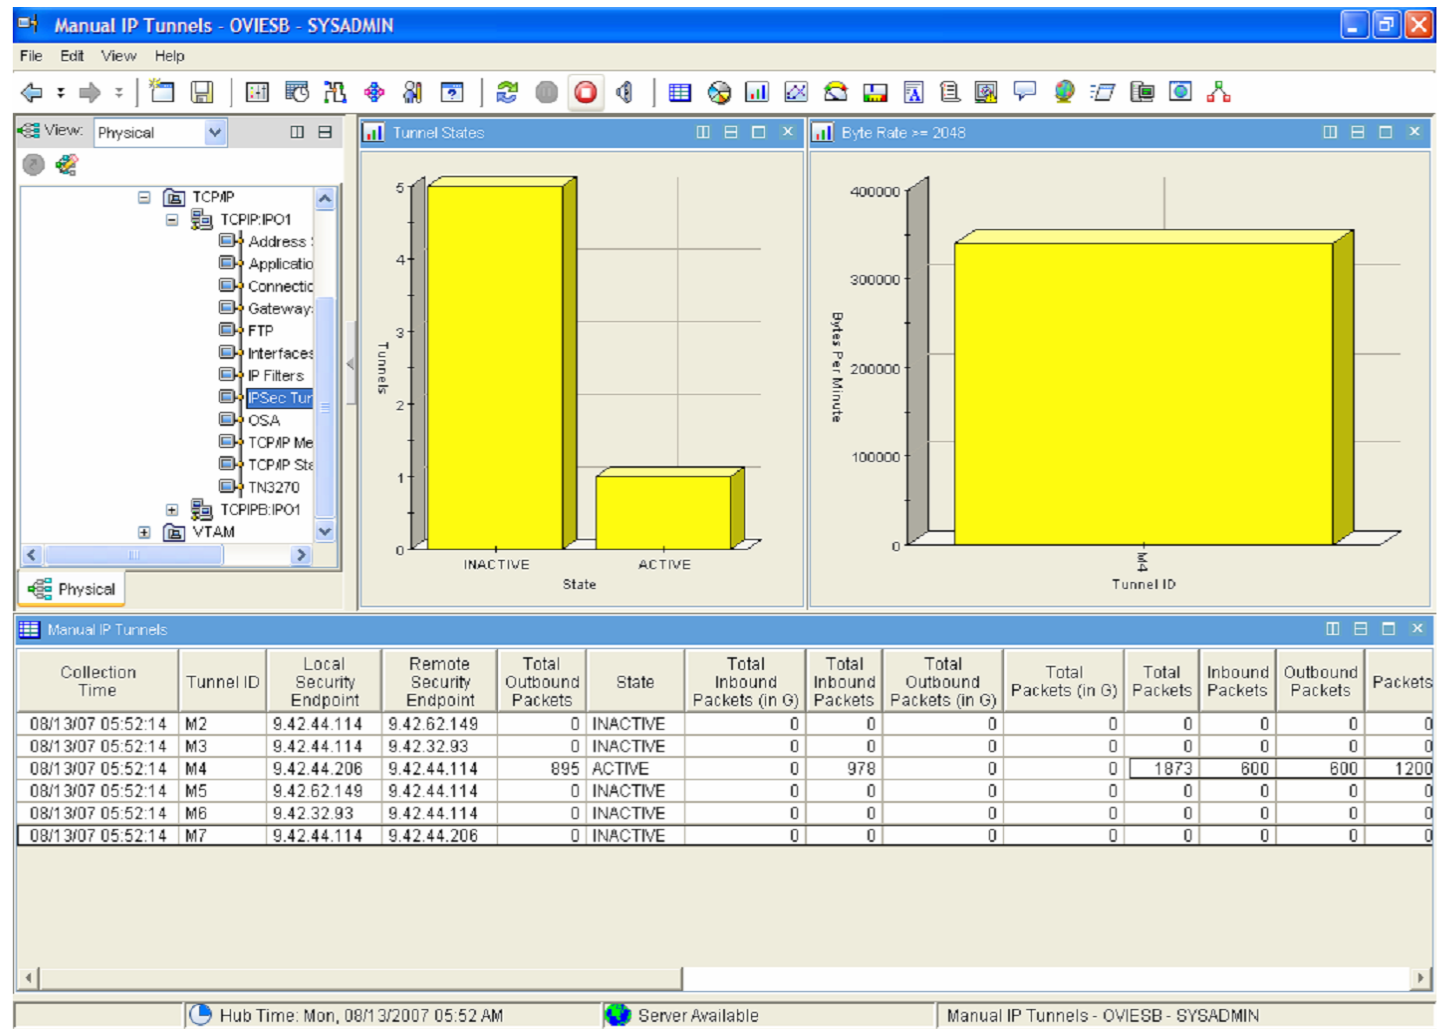 Manual IP Tunnels - OVIESB - SYSADMIN
File Edit View Help
View: Physical
TCP/IP
TCPIP:IPO1
Address
Applicatio
Connectic
Gateway
FTP
Interfaces
IP Filters
IPSec Tur
OSA
TCP/IP Me
TCP/IP Sta
TN3270
TCPIPB:IPO1
VTAM
Physical
Tunnel States
5
4
3
2
1
0
Tunnels
INACTIVE ACTIVE
State
Byte Rate >= 2048
400000
300000
200000
100000
0
Bytes Per Minute
M4
Tunnel ID
Manual IP Tunnels
Collection Time Tunnel ID Local Security Endpoint Remote Security Endpoint Total Outbound Packets State Total Inbound Packets (in G) Total Inbound Packets Total Outbound Packets (in G) Total Packets (in G) Total Packets Inbound Packets Outbound Packets Packets
08/13/07 05:52:14 M2 9.42.44.114 9.42.62.149 0 INACTIVE 0 0 0 0 0 0 0 0
08/13/07 05:52:14 M3 9.42.44.114 9.42.32.93 0 INACTIVE 0 0 0 0 0 0 0 0
08/13/07 05:52:14 M4 9.42.44.206 9.42.44.114 895 ACTIVE 0 978 0 0 1873 600 600 1200
08/13/07 05:52:14 M5 9.42.62.149 9.42.44.114 0 INACTIVE 0 0 0 0 0 0 0 0
08/13/07 05:52:14 M6 9.42.32.93 9.42.44.114 0 INACTIVE 0 0 0 0 0 0 0 0
08/13/07 05:52:14 M7 9.42.44.114 9.42.44.206 0 INACTIVE 0 0 0 0 0 0 0 0
Hub Time: Mon, 08/13/2007 05:52 AM Server Available Manual IP Tunnels - OVIESB - SYSADMIN